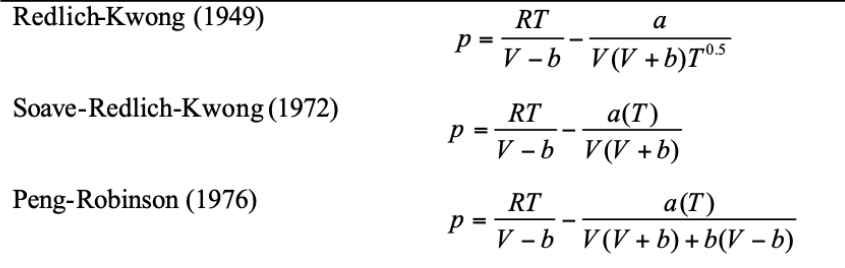 Redlich-Kwong (1949) p = RT / (V − b) − a / (V(V + b)T^0.5)
Soave-Redlich-Kwong (1972) p = RT / (V − b) − a(T) / (V(V + b))
Peng-Robinson (1976) p = RT / (V − b) − a(T) / (V(V + b) + b(V − b))